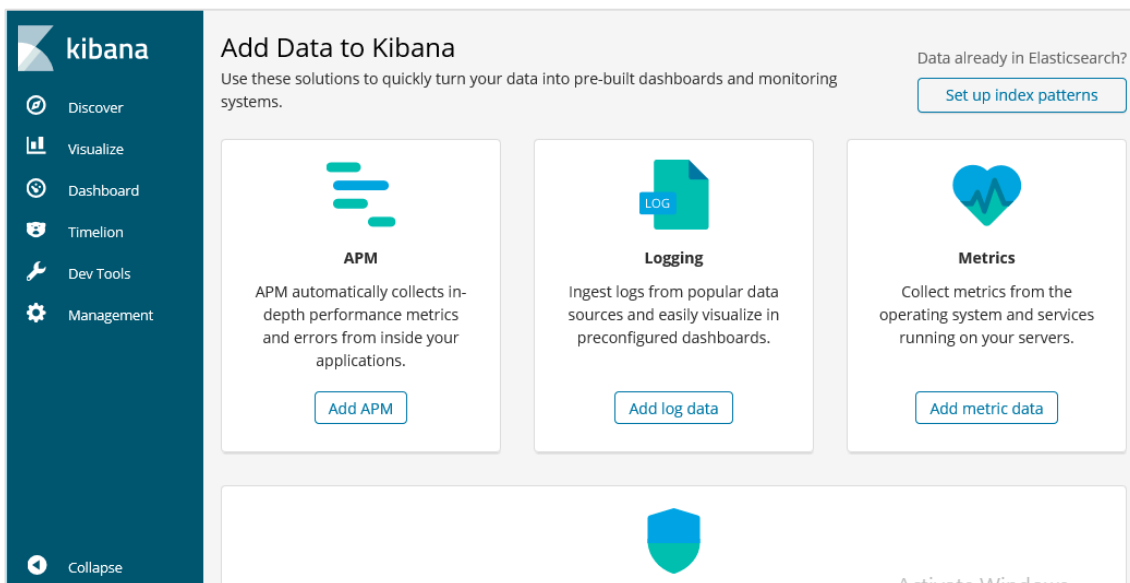 kibana
Discover
Visualize
Dashboard
Timelion
Dev Tools
Management
Collapse
Add Data to Kibana
Use these solutions to quickly turn your data into pre-built dashboards and monitoring
systems.
Data already in Elasticsearch?
Set up index patterns
APM
APM automatically collects in-
depth performance metrics
and errors from inside your
applications.
Add APM
LOG
Logging
Ingest logs from popular data
sources and easily visualize in
preconfigured dashboards.
Add log data
Metrics
Collect metrics from the
operating system and services
running on your servers.
Add metric data
Activate Windows